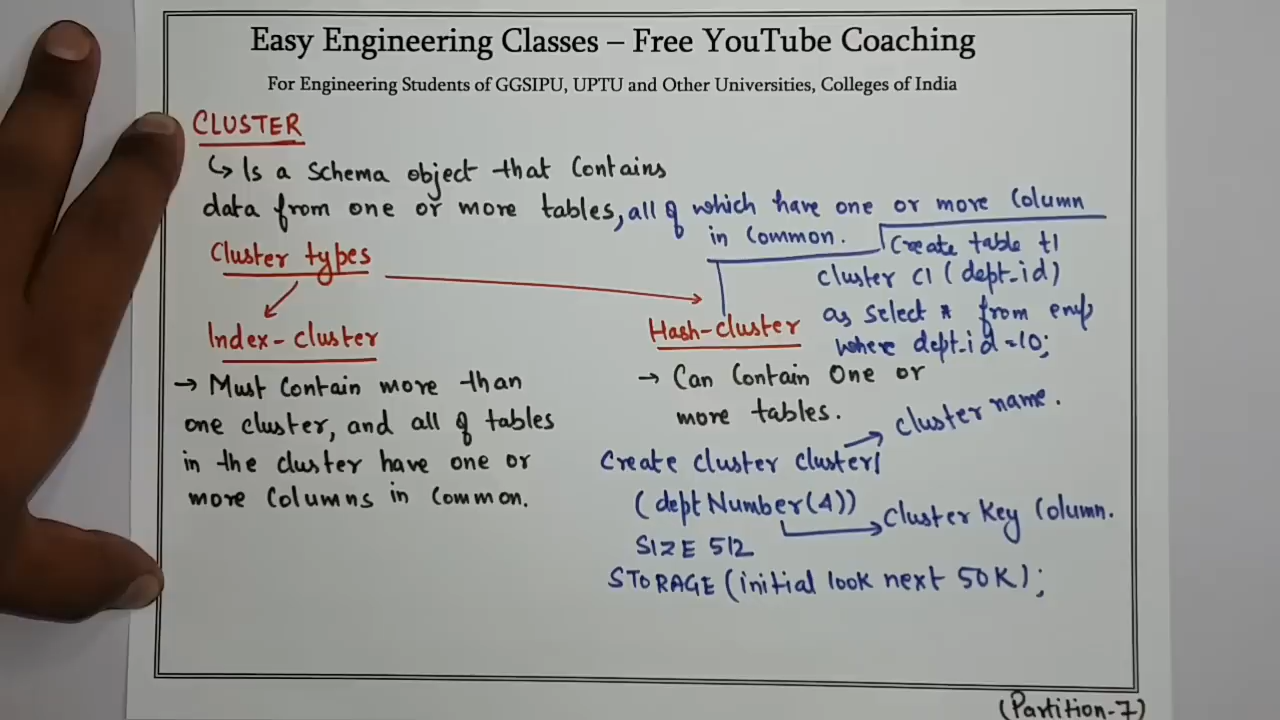 Easy Engineering Classes – Free YouTube Coaching
For Engineering Students of GGSIPU, UPTU and Other Universities, Colleges of India
CLUSTER
↳ Is a schema object that contains
data from one or more tables, all of which have one or more Column
in Common.
Cluster types
Index-cluster
→ Must Contain more than
one cluster, and all of tables
in the cluster have one or
more Columns in Common.
Hash-cluster
→ Can Contain One or
more tables.
Create table t1
cluster C1 (dept_id)
as select * from emp
where dept_id=10;
Create cluster cluster1
→ cluster name.
(dept Number(4))
→ Cluster Key Column.
SIZE 512
STORAGE (initial 100k next 50K);
(Partition-7)